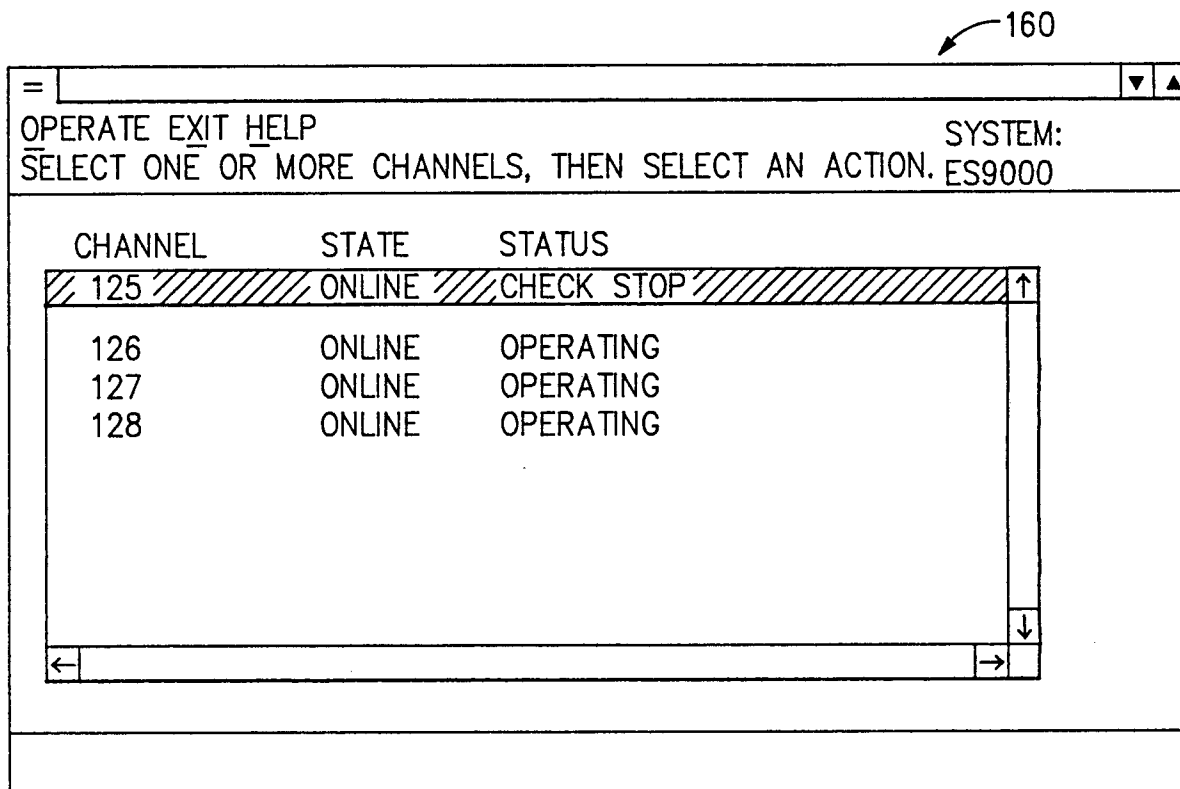 160
=
OPERATE EXIT HELP
SYSTEM:
SELECT ONE OR MORE CHANNELS, THEN SELECT AN ACTION. ES9000
CHANNEL STATE STATUS
125 ONLINE CHECK STOP
126 ONLINE OPERATING
127 ONLINE OPERATING
128 ONLINE OPERATING